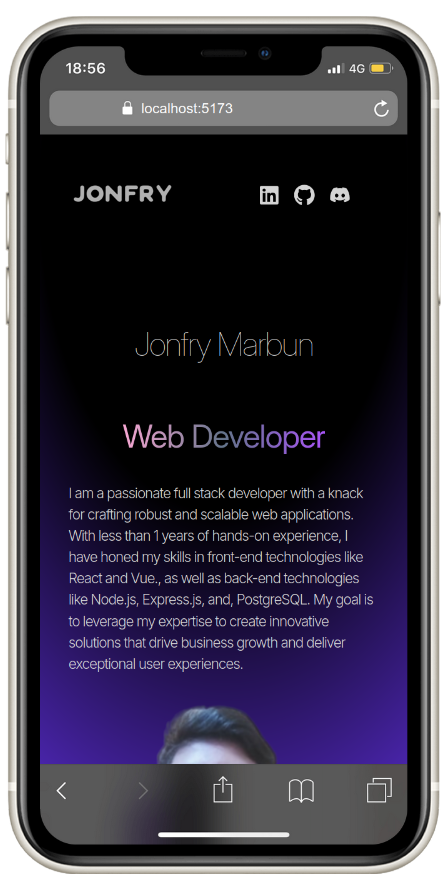 18:56
4G
localhost:5173
JONFRY
in
Jonfry Marbun
Web Developer
I am a passionate full stack developer with a knack
for crafting robust and scalable web applications.
With less than 1 years of hands-on experience, I
have honed my skills in front-end technologies like
React and Vue., as well as back-end technologies
like Node.js, Express.js, and, PostgreSQL. My goal is
to leverage my expertise to create innovative
solutions that drive business growth and deliver
exceptional user experiences.